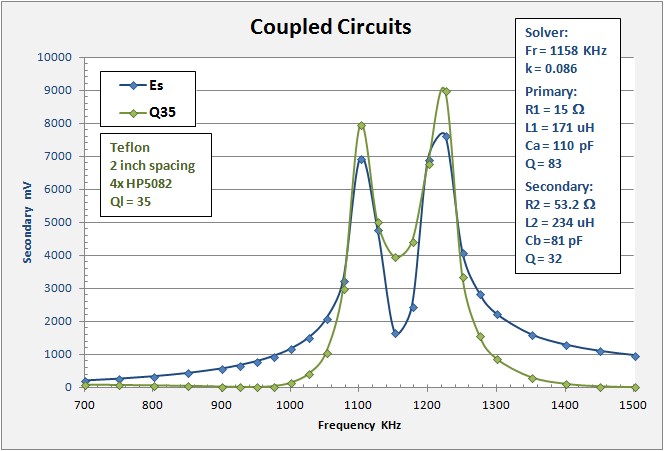 Coupled Circuits
Solver:
Fr = 1158 KHz
k = 0.086
Primary:
R1 = 15 Ω
L1 = 171 uH
Ca = 110 pF
Q = 83
Secondary:
R2 = 53.2 Ω
L2 = 234 uH
Cb =81 pF
Q = 32
Es
Q35
Teflon
2 inch spacing
4x HP5082
Ql = 35
Secondary mV
10000
9000
8000
7000
6000
5000
4000
3000
2000
1000
0
700 800 900 1000 1100 1200 1300 1400 1500
Frequency KHz